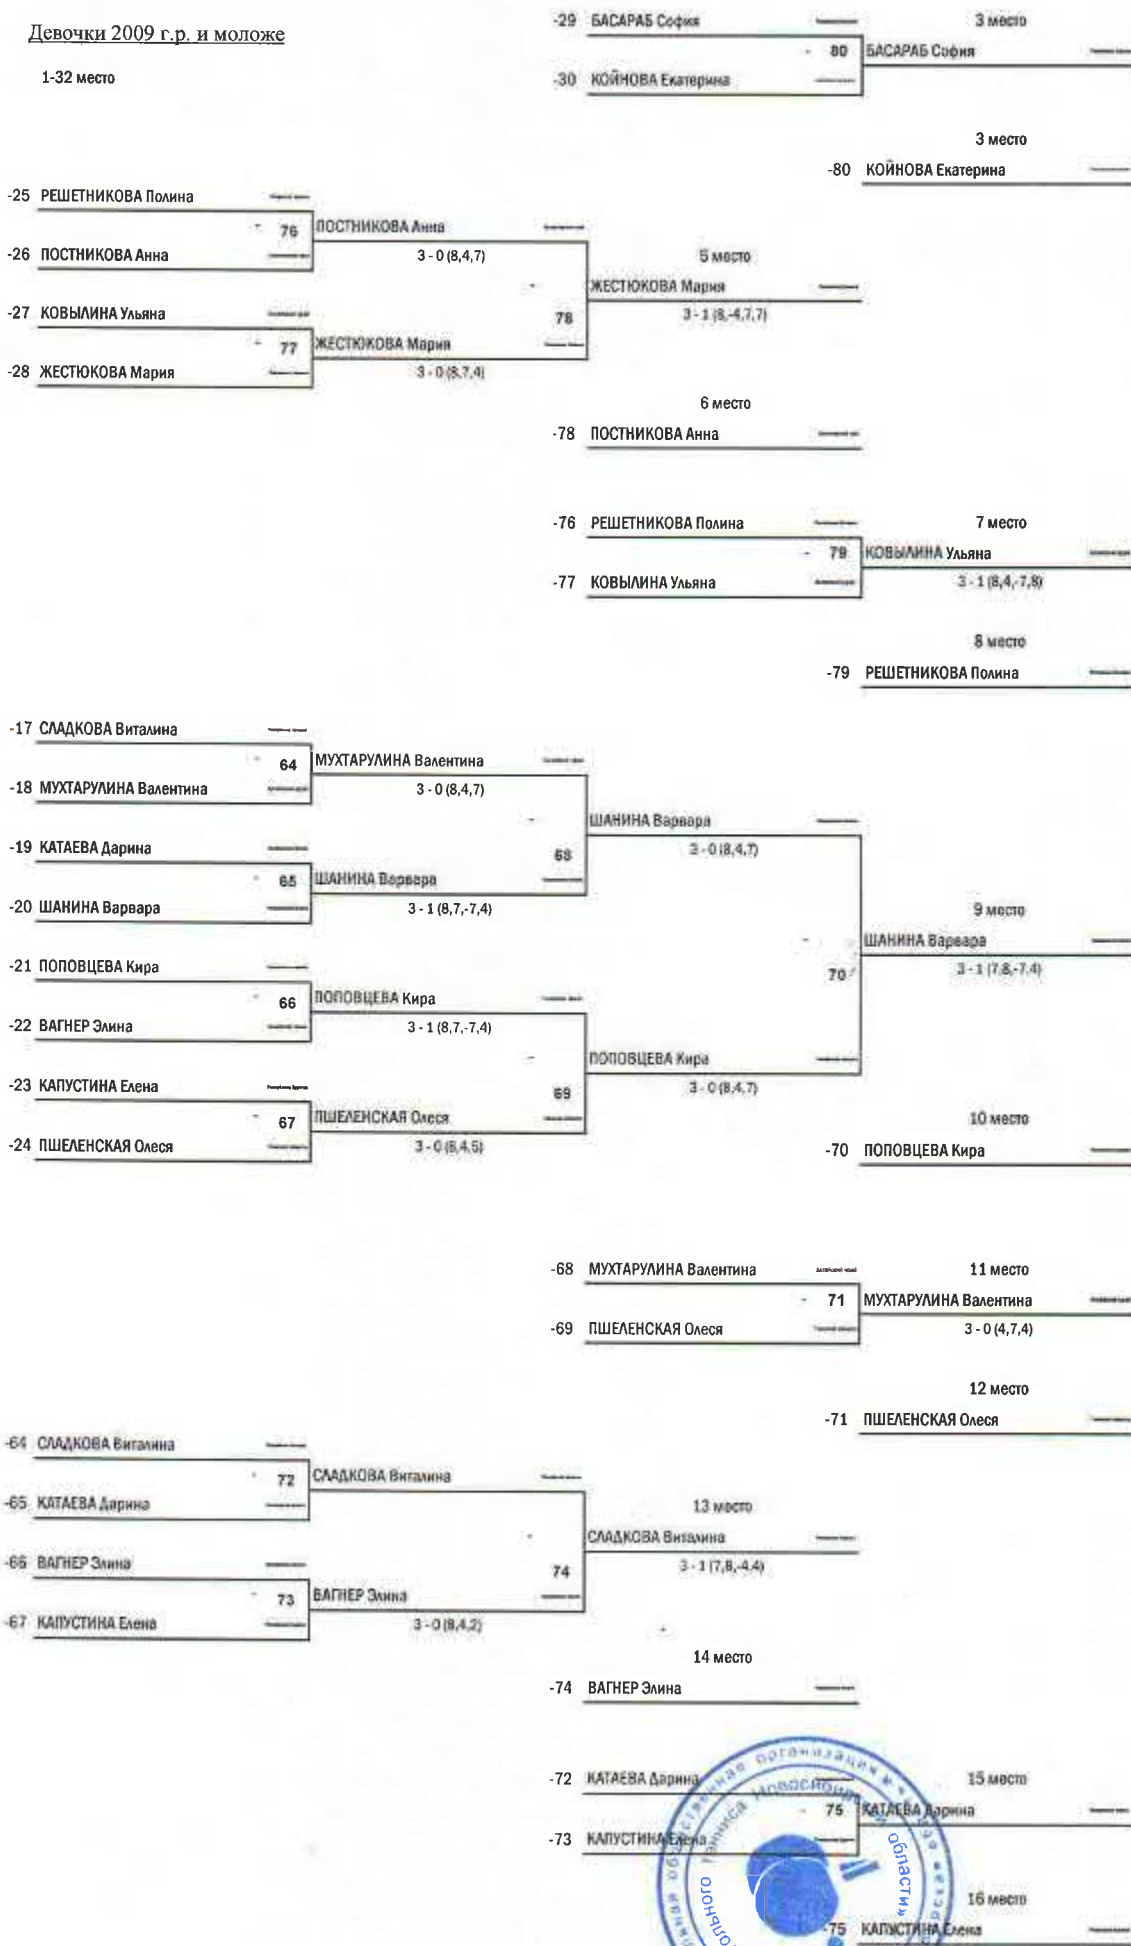 Девочки 2009 г.р. и моложе
1-32 место
-29 БАСАРАБ София
3 место
80 БАСАРАБ София
-30 КОЙНОВА Екатерина
3 место
-80 КОЙНОВА Екатерина
-25 РЕШЕТНИКОВА Полина
76 ПОСТНИКОВА Анна
-26 ПОСТНИКОВА Анна
3 - 0 (8,4,7)
5 место
ЖЕСТЮКОВА Мария
-27 КОВЫЛИНА Ульяна
78
3 - 1 (8,-4,7,7)
77 ЖЕСТЮКОВА Мария
-28 ЖЕСТЮКОВА Мария
3 - 0 (8,7,4)
6 место
-78 ПОСТНИКОВА Анна
-76 РЕШЕТНИКОВА Полина
7 место
79 КОВЫЛИНА Ульяна
-77 КОВЫЛИНА Ульяна
3 - 1 (8,4,-7,8)
8 место
-79 РЕШЕТНИКОВА Полина
-17 СЛАДКОВА Виталина
64 МУХТАРУЛИНА Валентина
-18 МУХТАРУЛИНА Валентина
3 - 0 (8,4,7)
ШАНИНА Варвара
-19 КАТАЕВА Дарина
68
3 - 0 (8,4,7)
65 ШАНИНА Варвара
-20 ШАНИНА Варвара
3 - 1 (8,7,-7,4)
9 место
ШАНИНА Варвара
-21 ПОПОВЦЕВА Кира
70
3 - 1 (7,8,-7,4)
66 ПОПОВЦЕВА Кира
-22 ВАГНЕР Элина
3 - 1 (8,7,-7,4)
ПОПОВЦЕВА Кира
-23 КАПУСТИНА Елена
69
3 - 0 (8,4,7)
67 ПШЕЛЕНСКАЯ Олеся
-24 ПШЕЛЕНСКАЯ Олеся
3 - 0 (8,4,5)
10 место
-70 ПОПОВЦЕВА Кира
-68 МУХТАРУЛИНА Валентина
11 место
71 МУХТАРУЛИНА Валентина
-69 ПШЕЛЕНСКАЯ Олеся
3 - 0 (4,7,4)
12 место
-71 ПШЕЛЕНСКАЯ Олеся
-64 СЛАДКОВА Виталина
72 СЛАДКОВА Виталина
-65 КАТАЕВА Дарина
13 место
СЛАДКОВА Виталина
-66 ВАГНЕР Элина
74
3 - 1 (7,8,-4,4)
73 ВАГНЕР Элина
-67 КАПУСТИНА Елена
3 - 0 (8,4,2)
14 место
-74 ВАГНЕР Элина
-72 КАТАЕВА Дарина
15 место
75 КАТАЕВА Дарина
-73 КАПУСТИНА Елена
16 место
-75 КАПУСТИНА Елена
организация
тенниса Новосибирской области»